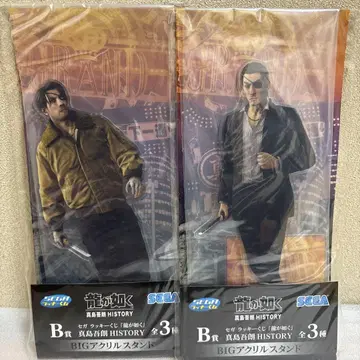 SEGA
ラッキーくじ
龍が如く
真島吾朗 HISTORY
SEGA
セガ ラッキーくじ「龍が如く」
B賞 真島吾朗 HISTORY 全3種
BIGアクリルスタンド
SEGA
ラッキーくじ
龍が如く
真島吾朗 HISTORY
SEGA
セガ ラッキーくじ「龍が如く」
B賞 真島吾朗 HISTORY 全3種
BIGアクリルスタンド